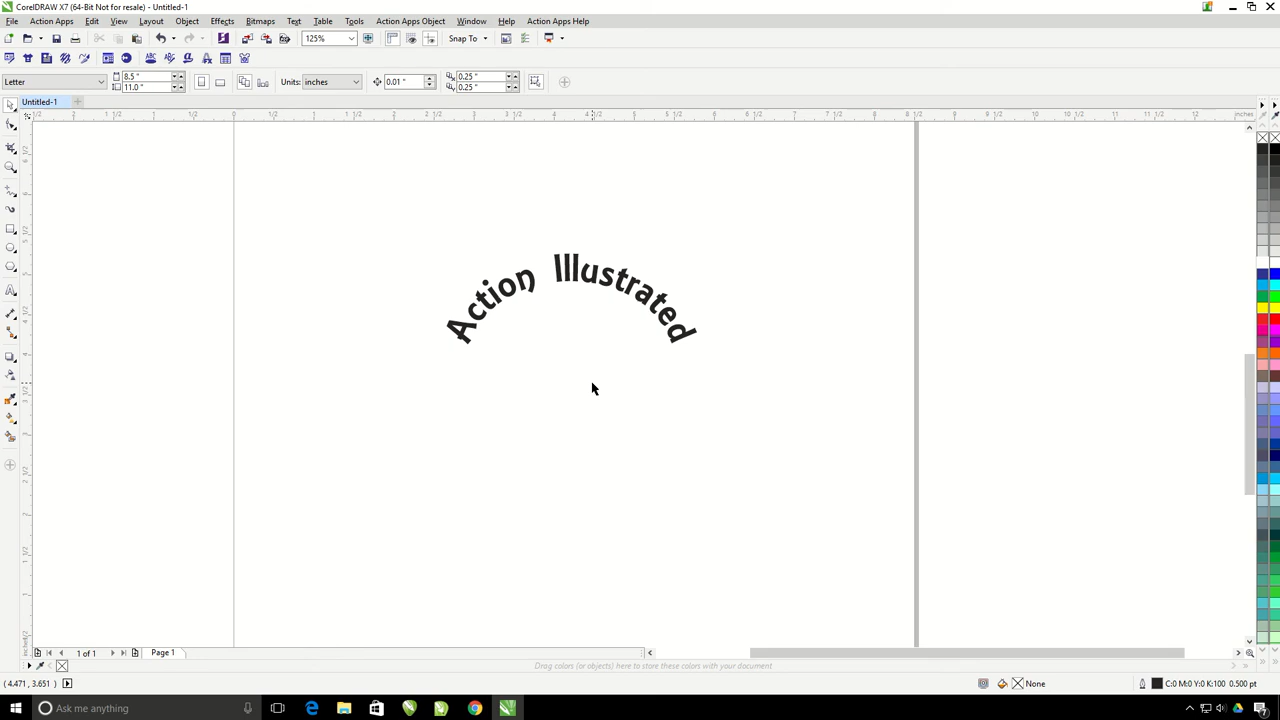 CorelDRAW X7 (64-Bit Not for resale) - Untitled-1
File Action Apps Edit View Layout Object Effects Bitmaps Text Table Tools Action Apps Object Window Help Action Apps Help
125% Snap To
Letter 8.5 " 11.0 " Units: inches 0.01 " 0.25 " 0.25 "
Untitled-1
inches
Action Illustrated
1 of 1 Page 1
Drag colors (or objects) here to store these colors with your document
( 4.471, 3.651 ) None C:0 M:0 Y:0 K:100 0.500 pt
Ask me anything